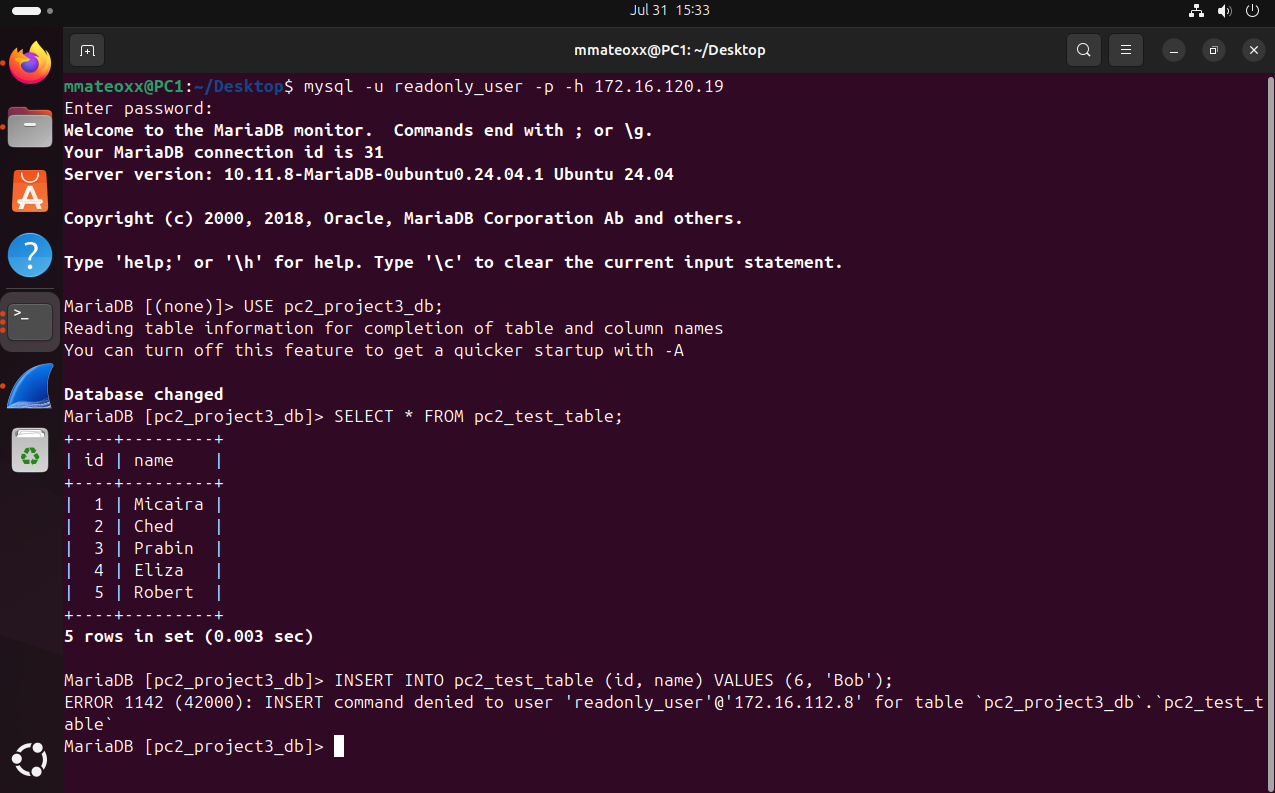 Jul 31 15:33
mmateoxx@PC1: ~/Desktop
mmateoxx@PC1:~/Desktop$ mysql -u readonly_user -p -h 172.16.120.19
Enter password:
Welcome to the MariaDB monitor.  Commands end with ; or \g.
Your MariaDB connection id is 31
Server version: 10.11.8-MariaDB-0ubuntu0.24.04.1 Ubuntu 24.04
Copyright (c) 2000, 2018, Oracle, MariaDB Corporation Ab and others.
Type 'help;' or '\h' for help. Type '\c' to clear the current input statement.
MariaDB [(none)]> USE pc2_project3_db;
Reading table information for completion of table and column names
You can turn off this feature to get a quicker startup with -A
Database changed
MariaDB [pc2_project3_db]> SELECT * FROM pc2_test_table;
+----+---------+
| id | name    |
+----+---------+
|  1 | Micaira |
|  2 | Ched    |
|  3 | Prabin  |
|  4 | Eliza   |
|  5 | Robert  |
+----+---------+
5 rows in set (0.003 sec)
MariaDB [pc2_project3_db]> INSERT INTO pc2_test_table (id, name) VALUES (6, 'Bob');
ERROR 1142 (42000): INSERT command denied to user 'readonly_user'@'172.16.112.8' for table `pc2_project3_db`.`pc2_test_t
able`
MariaDB [pc2_project3_db]>